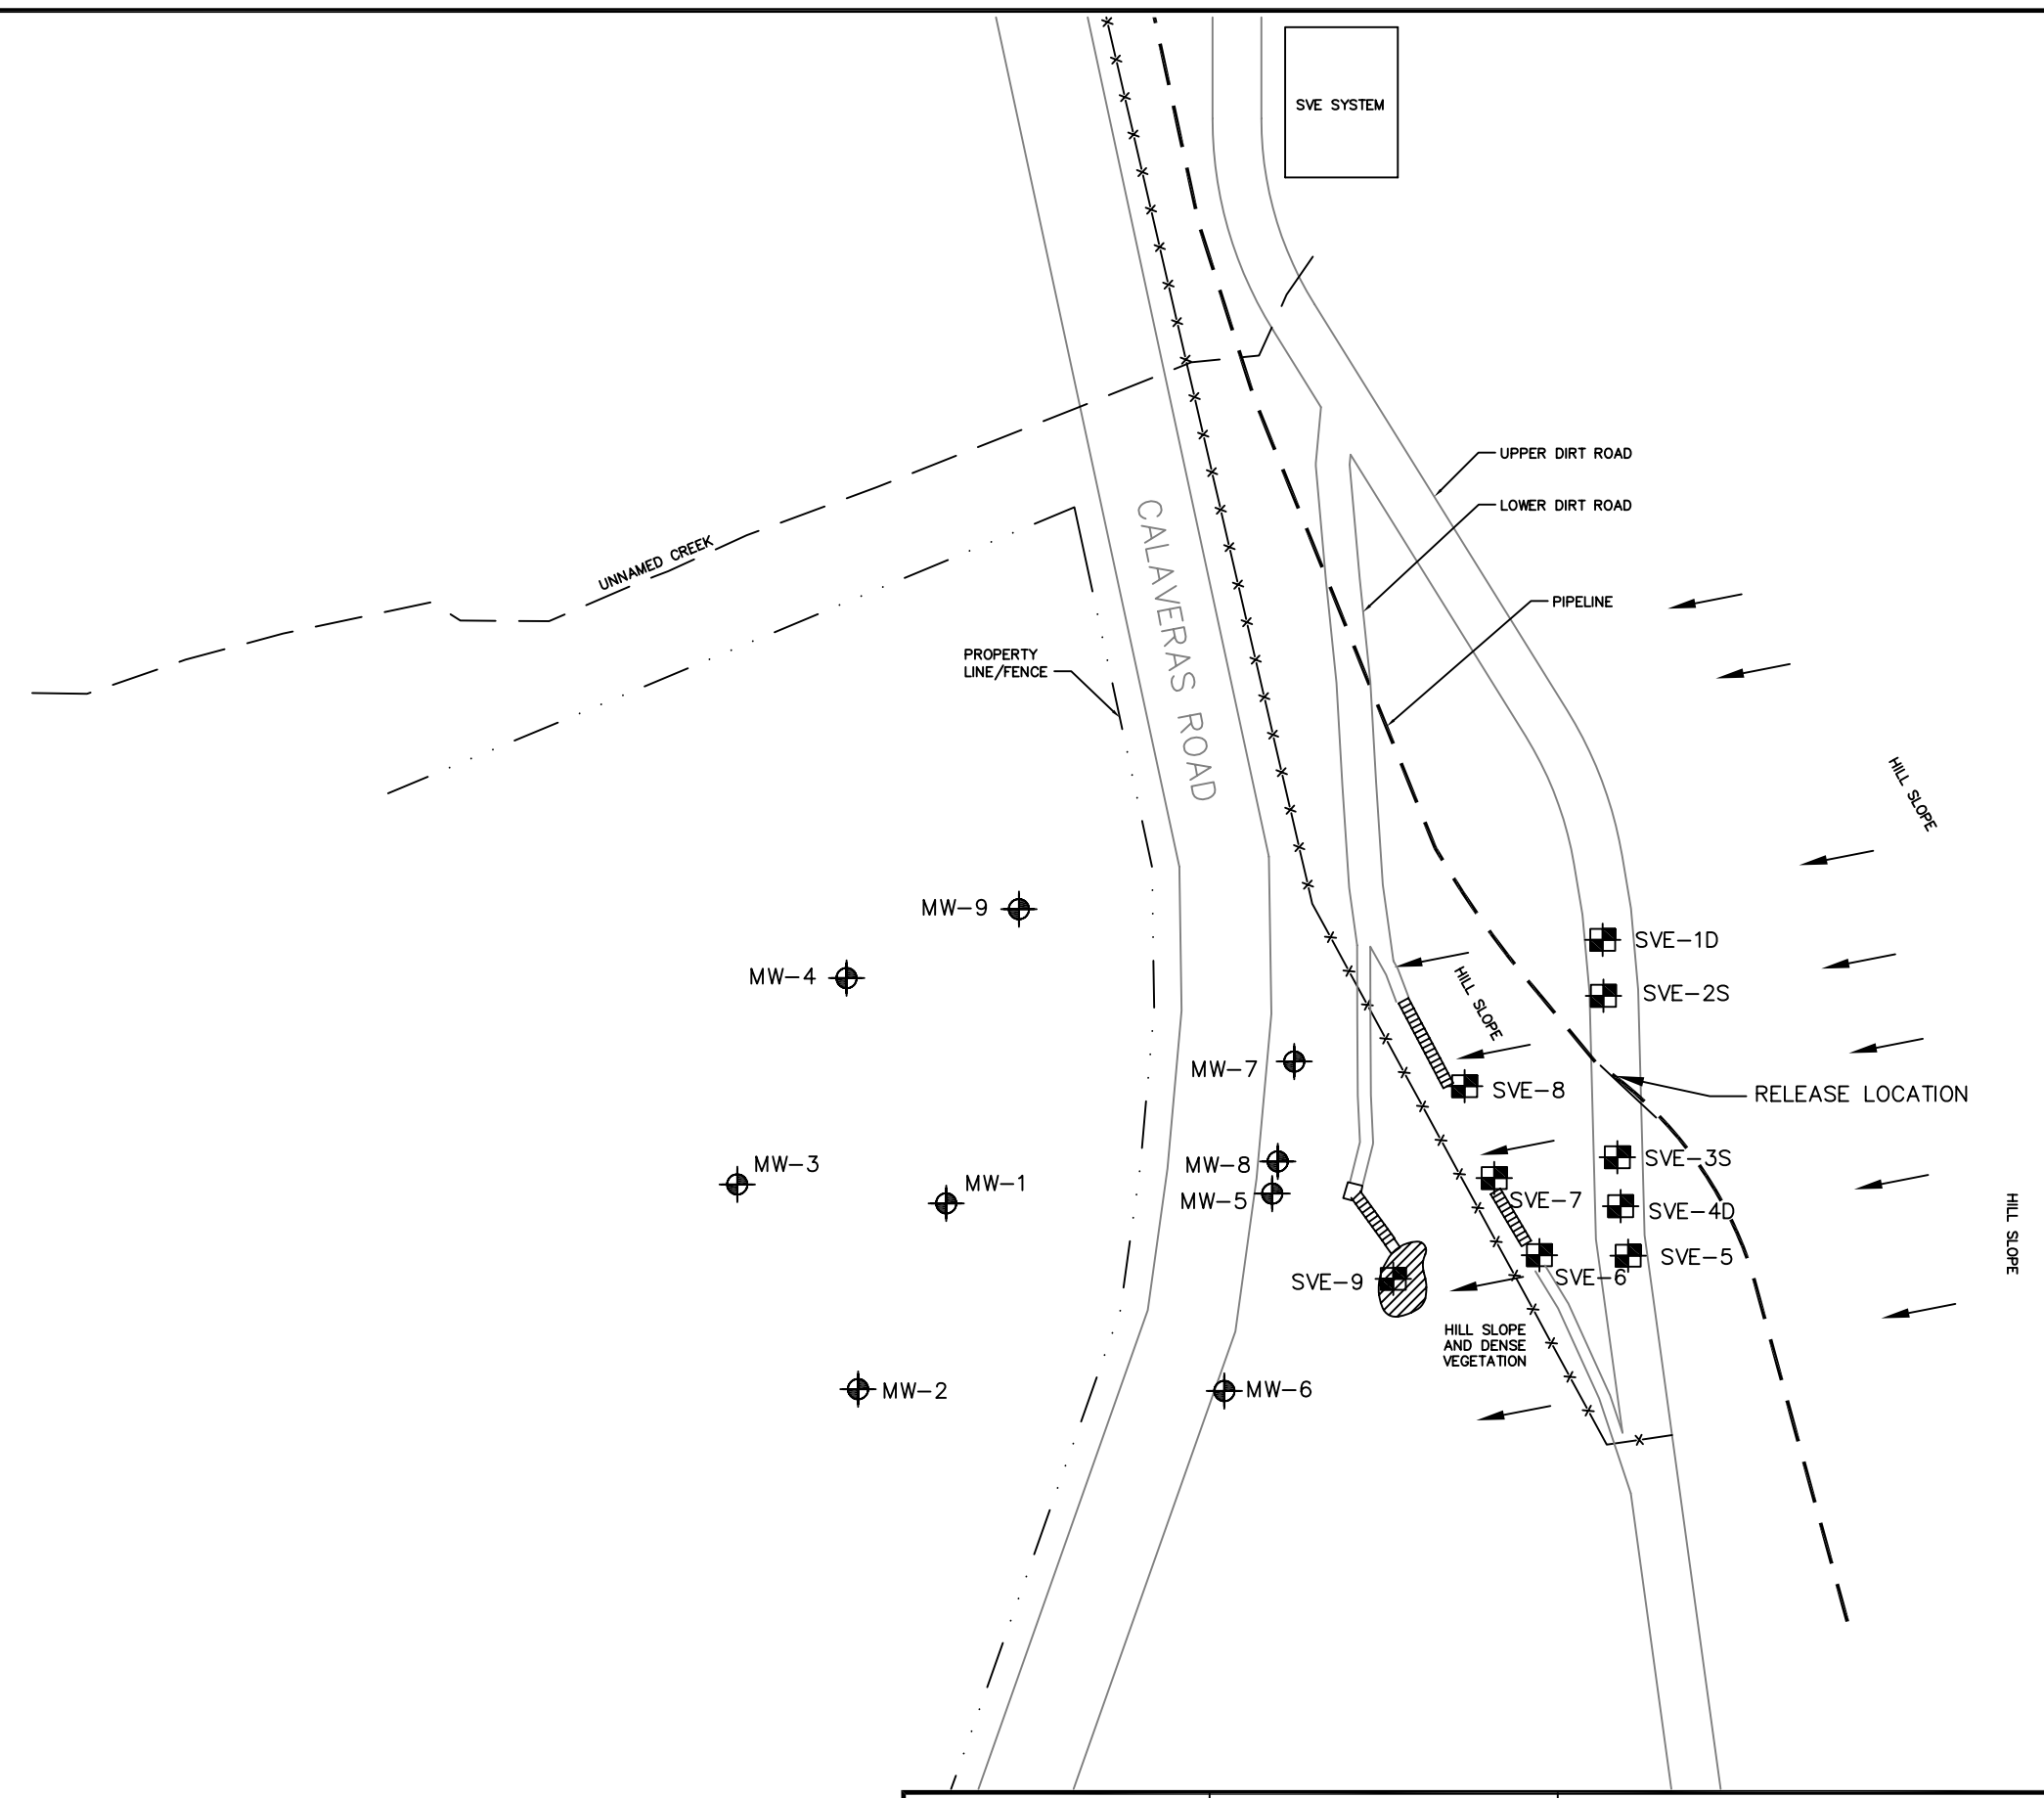 SVE SYSTEM
UPPER DIRT ROAD
LOWER DIRT ROAD
UNNAMED CREEK
CALAVERAS ROAD
PIPELINE
PROPERTY
LINE/FENCE
HILL SLOPE
MW-9
SVE-1D
MW-4
SVE-2S
HILL SLOPE
MW-7
SVE-8
RELEASE LOCATION
MW-3
MW-8
SVE-3S
MW-1
MW-5
SVE-7
SVE-4D
HILL SLOPE
SVE-5
SVE-9
SVE-6
HILL SLOPE
AND DENSE
VEGETATION
MW-2
MW-6